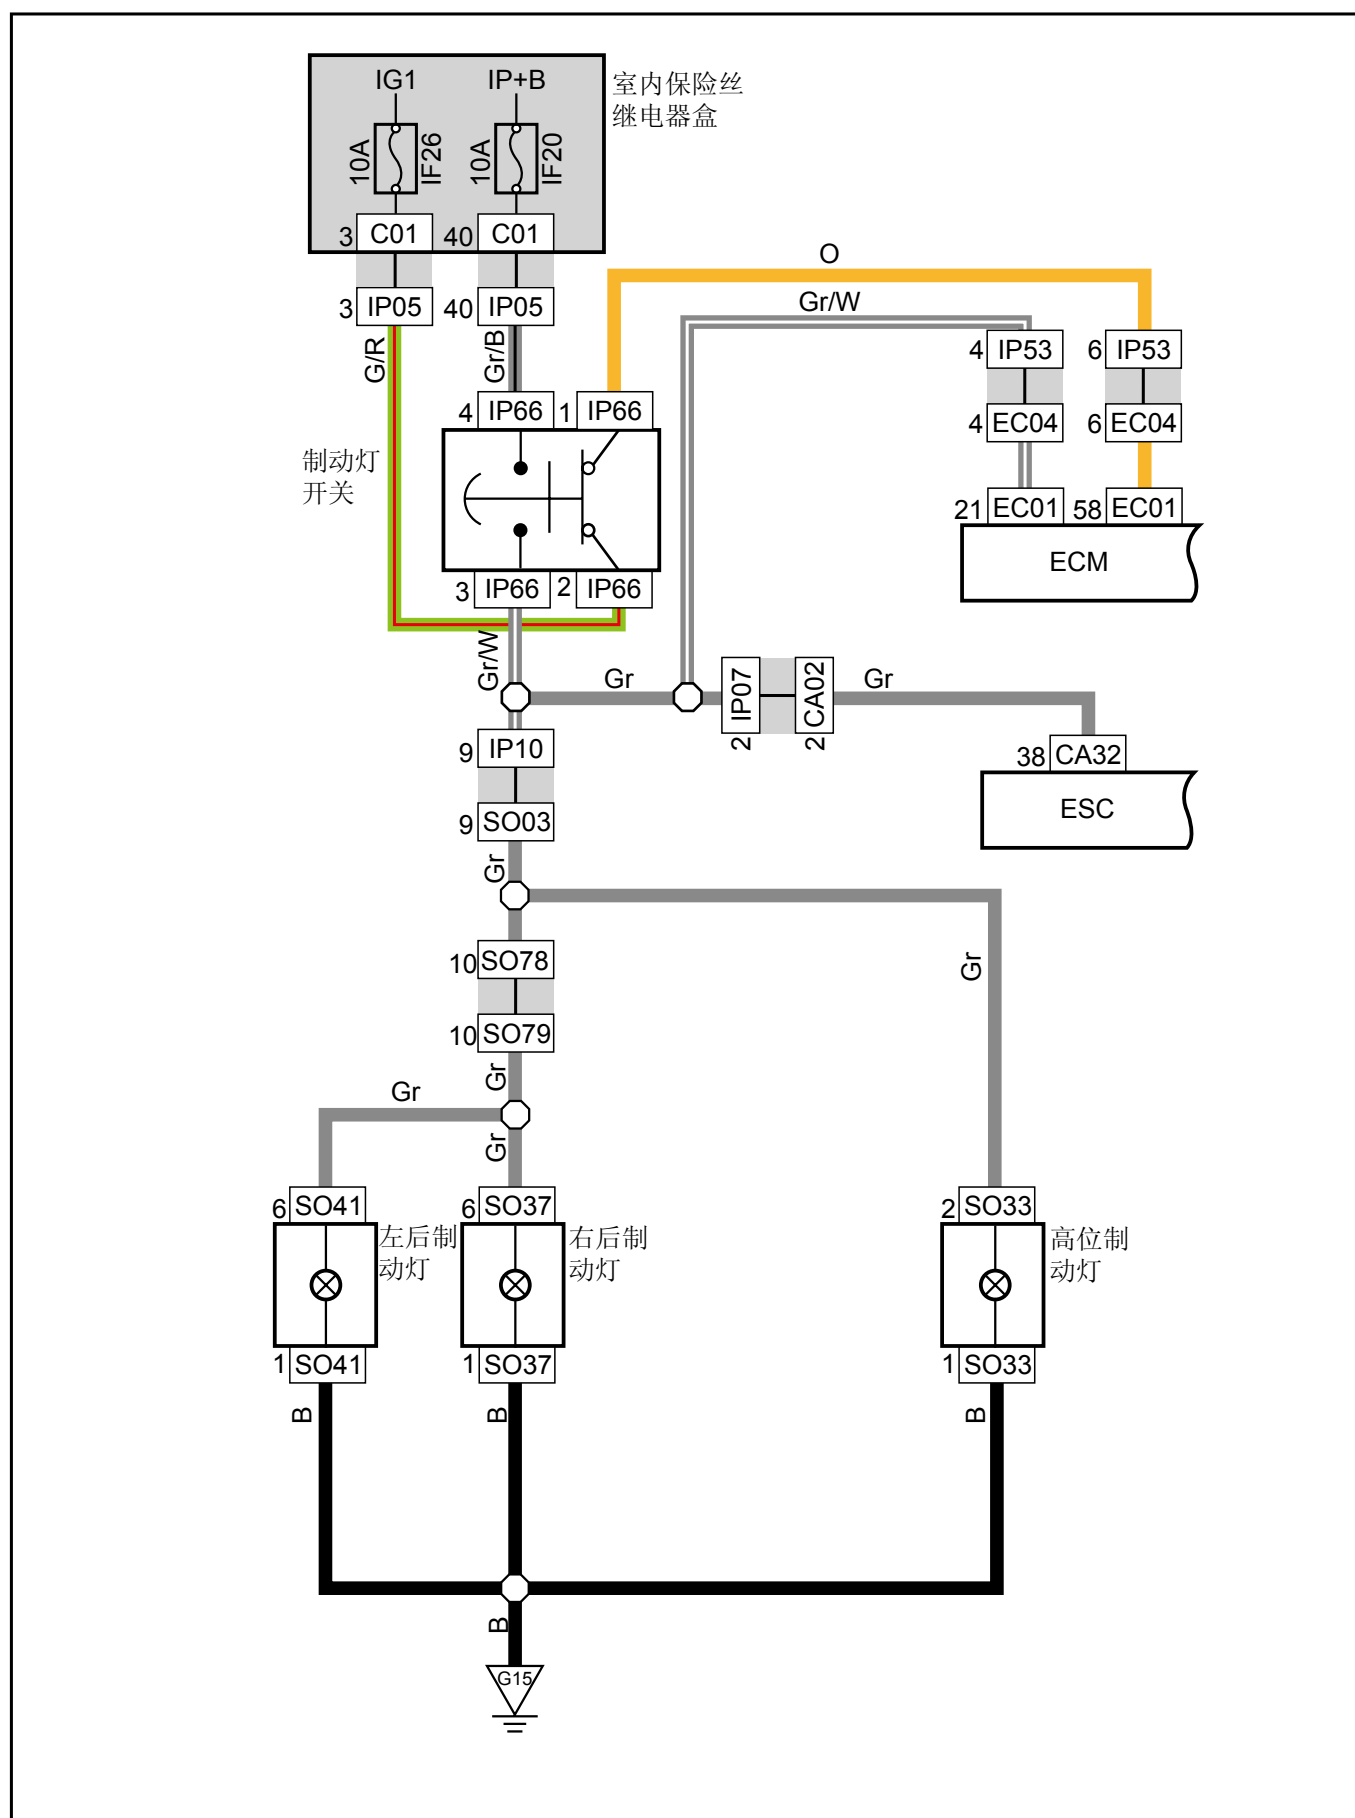 IG1 IP+B
室内保险丝
继电器盒
10A IF26 10A IF20
3 C01 40 C01
O
3 IP05 40 IP05
Gr/W
G/R Gr/B
4 IP53 6 IP53
4 IP66 1 IP66
4 EC04 6 EC04
制动灯
开关
21 EC01 58 EC01
ECM
3 IP66 2 IP66
Gr/W Gr Gr
2 IP07 2 CA02
9 IP10 38 CA32
9 SO03 ESC
Gr
10 SO78 Gr
10 SO79
Gr Gr
Gr
6 SO41 6 SO37 2 SO33
左后制
动灯
右后制
动灯
高位制
动灯
1 SO41 1 SO37 1 SO33
B B B
B
G15